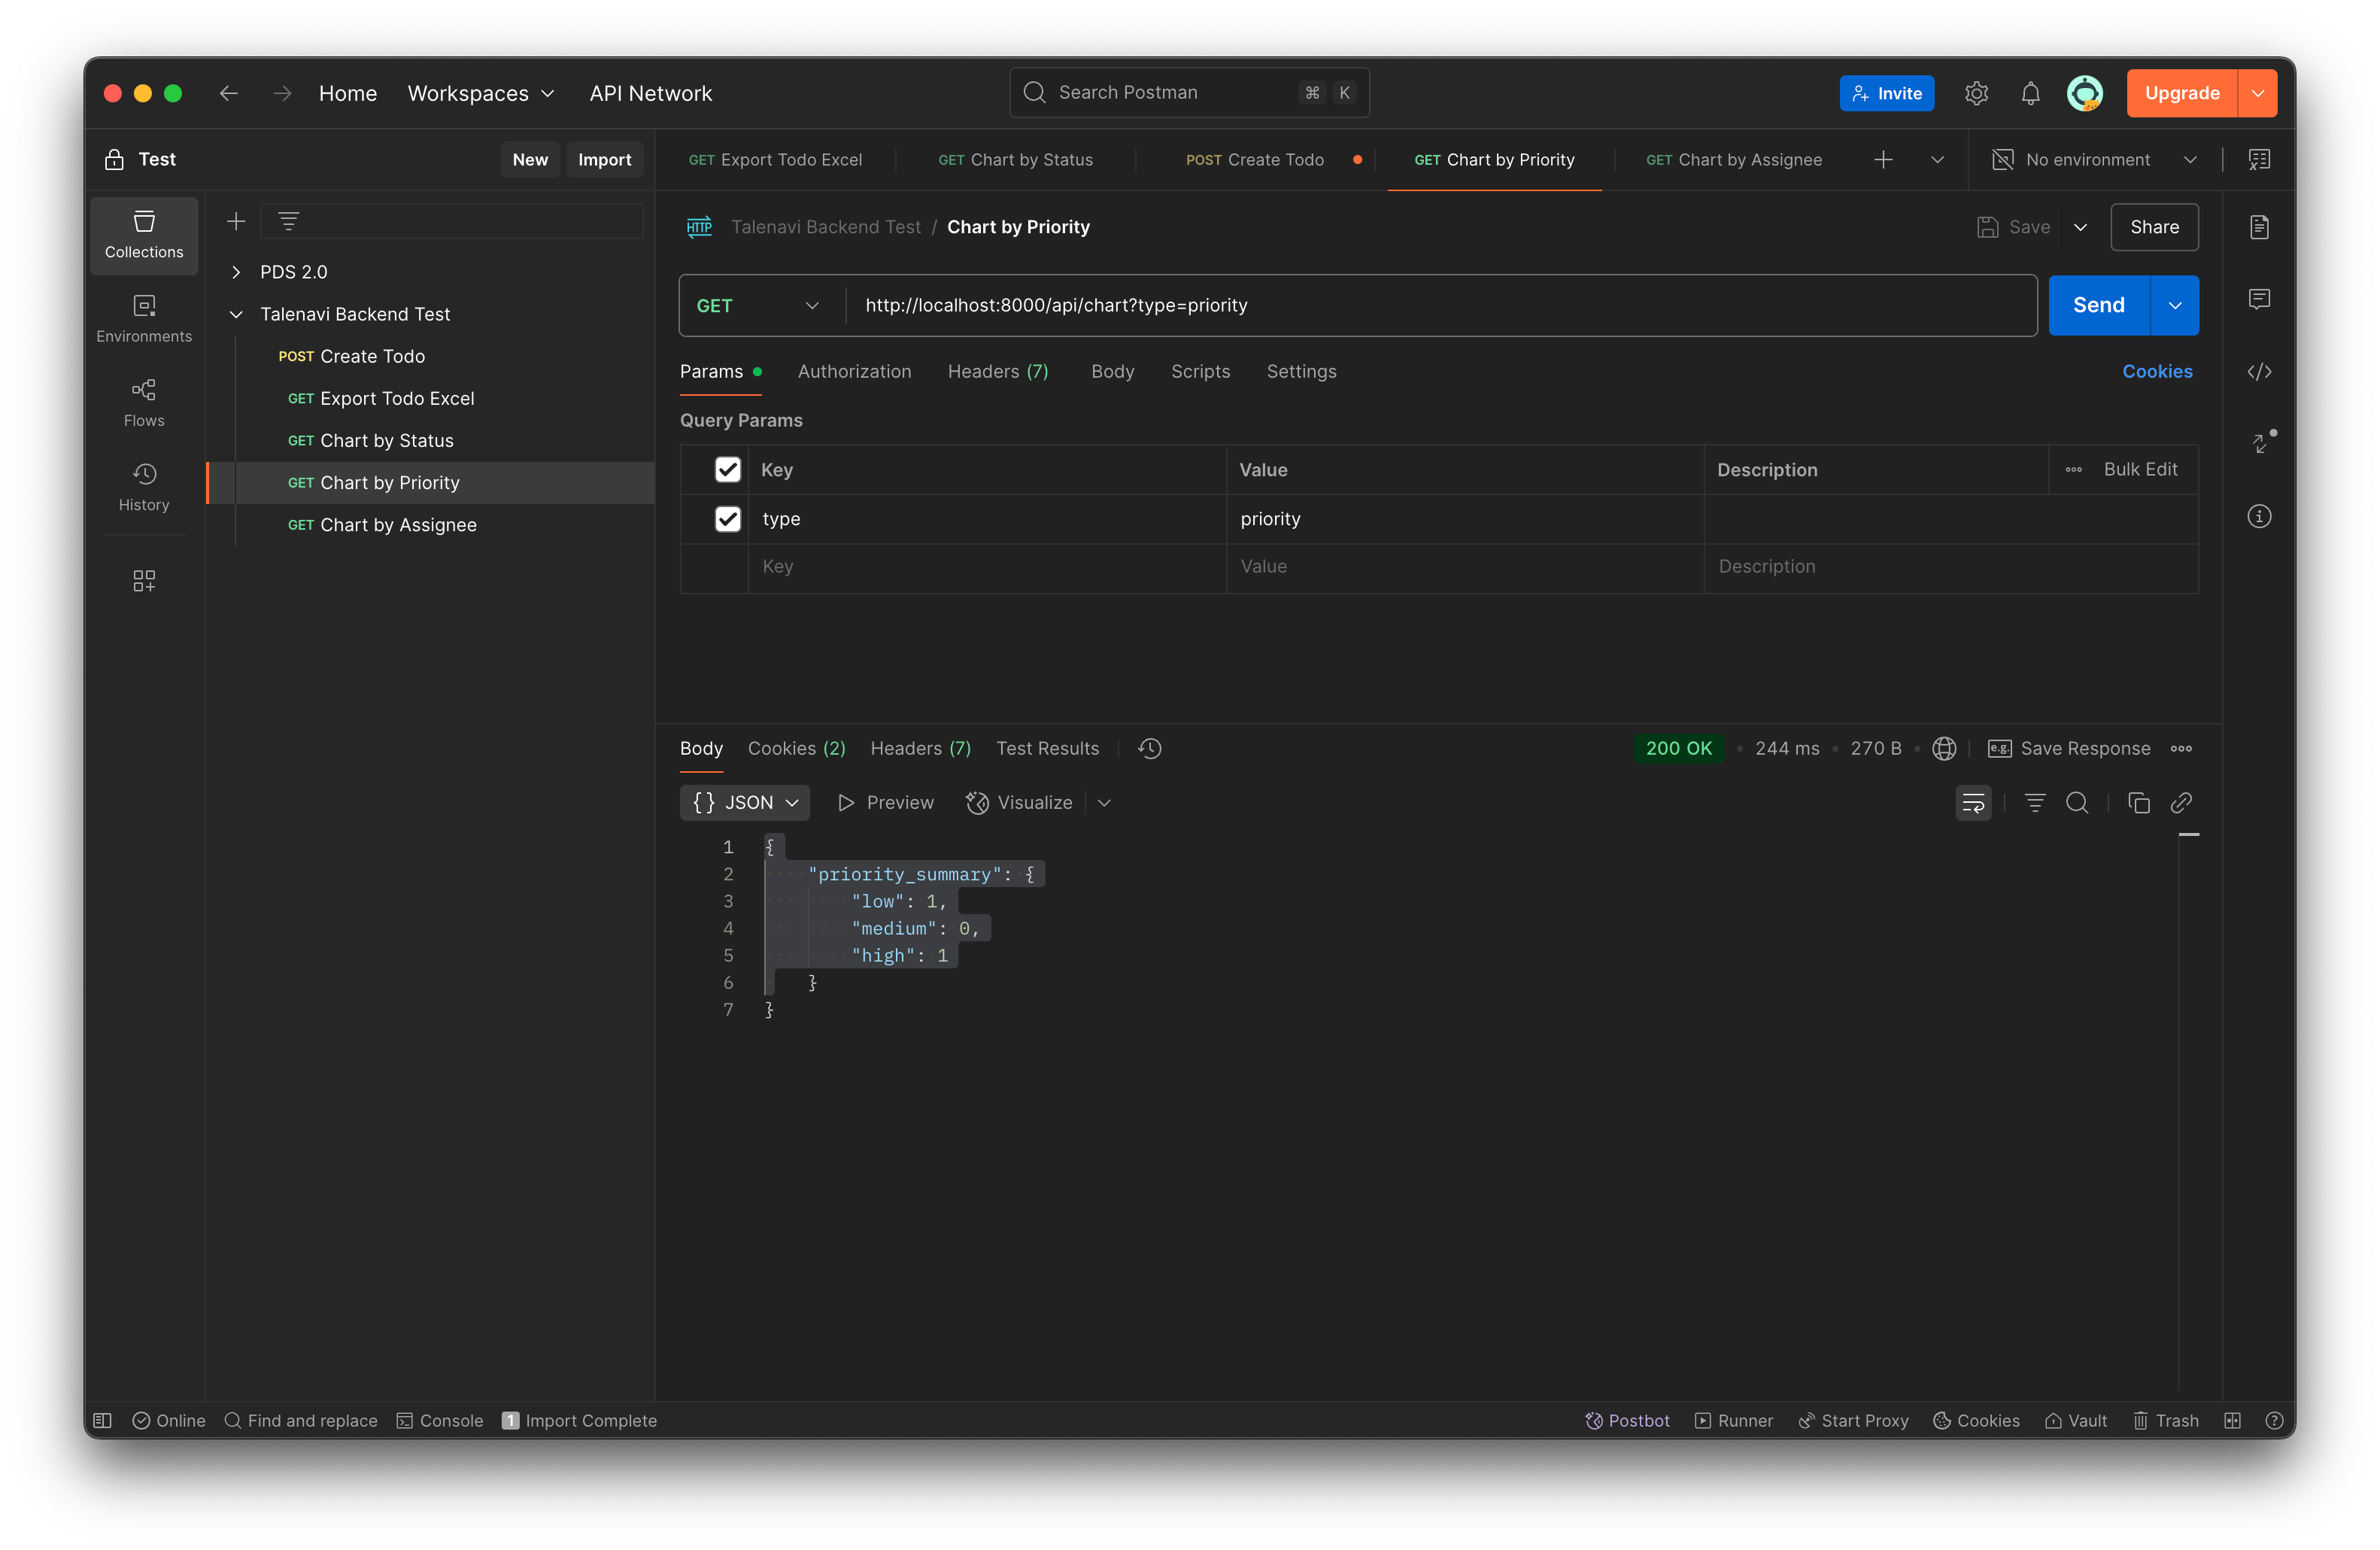 Home Workspaces API Network Search Postman ⌘ K Invite Upgrade
Test New Import GET Export Todo Excel GET Chart by Status POST Create Todo GET Chart by Priority GET Chart by Assignee No environment
Collections
Environments
Flows
History
PDS 2.0
Talenavi Backend Test
POST Create Todo
GET Export Todo Excel
GET Chart by Status
GET Chart by Priority
GET Chart by Assignee
HTTP Talenavi Backend Test / Chart by Priority Save Share
GET http://localhost:8000/api/chart?type=priority Send
Params Authorization Headers (7) Body Scripts Settings Cookies
Query Params
Key Value Description Bulk Edit
type priority
Key Value Description
Body Cookies (2) Headers (7) Test Results 200 OK 244 ms 270 B e.g. Save Response
{} JSON Preview Visualize
1 {
2 "priority_summary": {
3 "low": 1,
4 "medium": 0,
5 "high": 1
6 }
7 }
Online Find and replace Console 1 Import Complete Postbot Runner Start Proxy Cookies Vault Trash